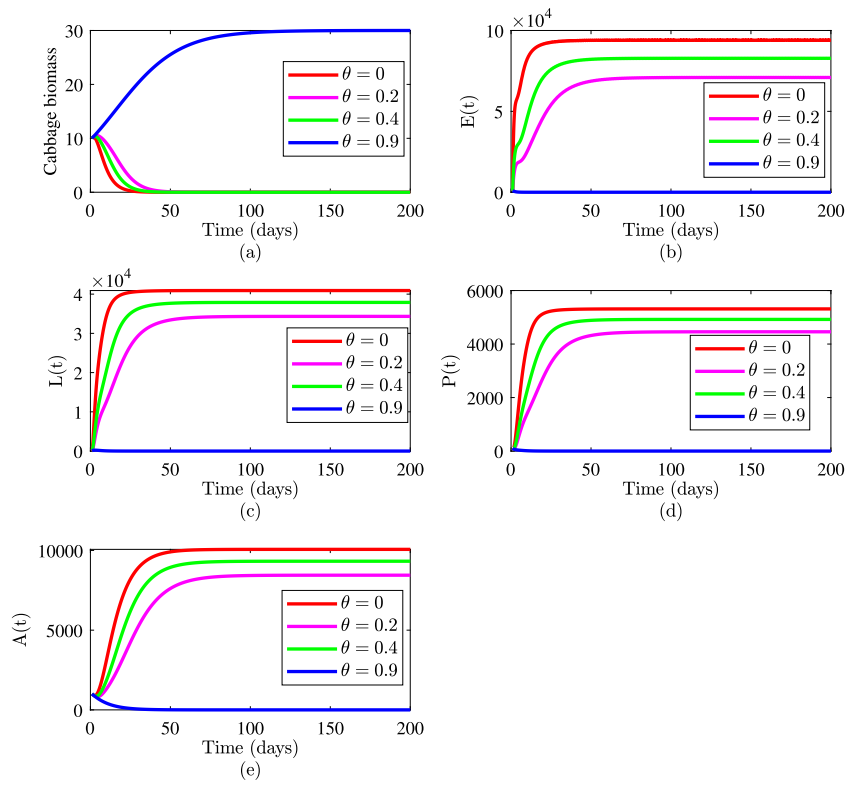 30
20
10
0
Cabbage biomass
θ = 0
θ = 0.2
θ = 0.4
θ = 0.9
0 50 100 150 200
Time (days)
(a)
×10⁴
10
5
0
E(t)
θ = 0
θ = 0.2
θ = 0.4
θ = 0.9
0 50 100 150 200
Time (days)
(b)
×10⁴
4
3
2
1
0
L(t)
θ = 0
θ = 0.2
θ = 0.4
θ = 0.9
0 50 100 150 200
Time (days)
(c)
6000
4000
2000
0
P(t)
θ = 0
θ = 0.2
θ = 0.4
θ = 0.9
0 50 100 150 200
Time (days)
(d)
10000
5000
0
A(t)
θ = 0
θ = 0.2
θ = 0.4
θ = 0.9
0 50 100 150 200
Time (days)
(e)